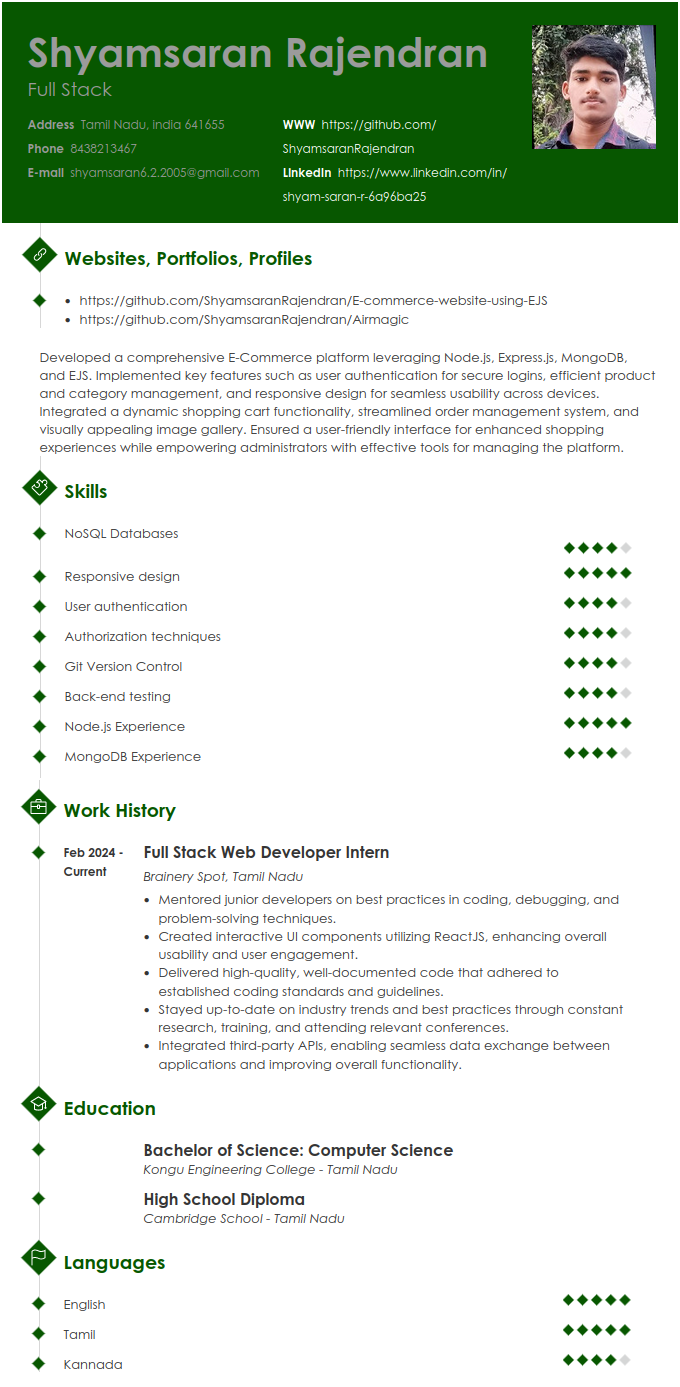 Shyamsaran Rajendran
Full Stack
Address Tamil Nadu, india 641655
Phone 8438213467
E-mail shyamsaran6.2.2005@gmail.com
WWW https://github.com/
ShyamsaranRajendran
LinkedIn https://www.linkedin.com/in/
shyam-saran-r-6a96ba25
Websites, Portfolios, Profiles
• https://github.com/ShyamsaranRajendran/E-commerce-website-using-EJS
• https://github.com/ShyamsaranRajendran/Airmagic
Developed a comprehensive E-Commerce platform leveraging Node.js, Express.js, MongoDB,
and EJS. Implemented key features such as user authentication for secure logins, efficient product
and category management, and responsive design for seamless usability across devices.
Integrated a dynamic shopping cart functionality, streamlined order management system, and
visually appealing image gallery. Ensured a user-friendly interface for enhanced shopping
experiences while empowering administrators with effective tools for managing the platform.
Skills
NoSQL Databases
Responsive design
User authentication
Authorization techniques
Git Version Control
Back-end testing
Node.js Experience
MongoDB Experience
Work History
Feb 2024 -
Current
Full Stack Web Developer Intern
Brainery Spot, Tamil Nadu
• Mentored junior developers on best practices in coding, debugging, and
problem-solving techniques.
• Created interactive UI components utilizing ReactJS, enhancing overall
usability and user engagement.
• Delivered high-quality, well-documented code that adhered to
established coding standards and guidelines.
• Stayed up-to-date on industry trends and best practices through constant
research, training, and attending relevant conferences.
• Integrated third-party APIs, enabling seamless data exchange between
applications and improving overall functionality.
Education
Bachelor of Science: Computer Science
Kongu Engineering College - Tamil Nadu
High School Diploma
Cambridge School - Tamil Nadu
Languages
English
Tamil
Kannada